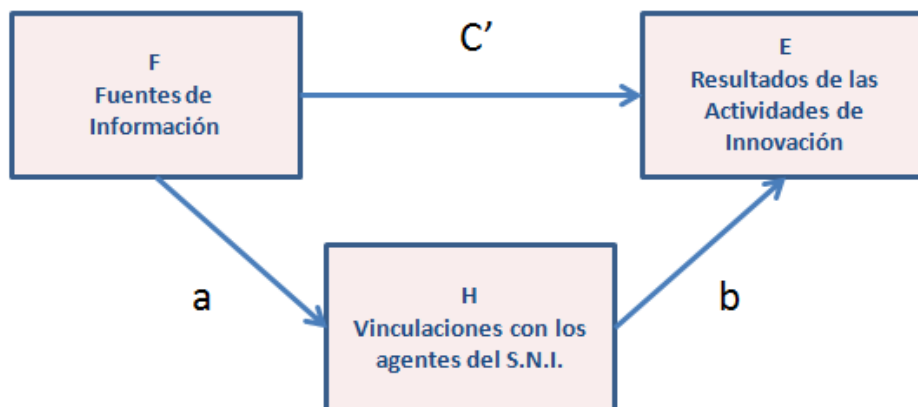 F
Fuentes de
Información
C’
E
Resultados de las
Actividades de
Innovación
a
H
Vinculaciones con los
agentes del S.N.I.
b